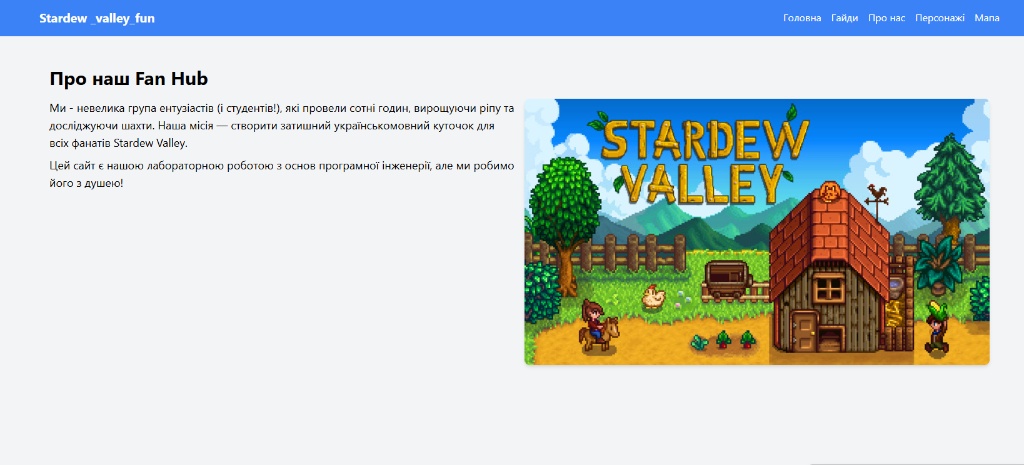 Stardew _valley_fun
Головна Гайди Про нас Персонажі Мапа
Про наш Fan Hub
Ми - невелика група ентузіастів (і студентів!), які провели сотні годин, вирощуючи ріпу та
досліджуючи шахти. Наша місія — створити затишний українськомовний куточок для
всіх фанатів Stardew Valley.
Цей сайт є нашою лабораторною роботою з основ програмної інженерії, але ми робимо
його з душею!
STARDEW
VALLEY